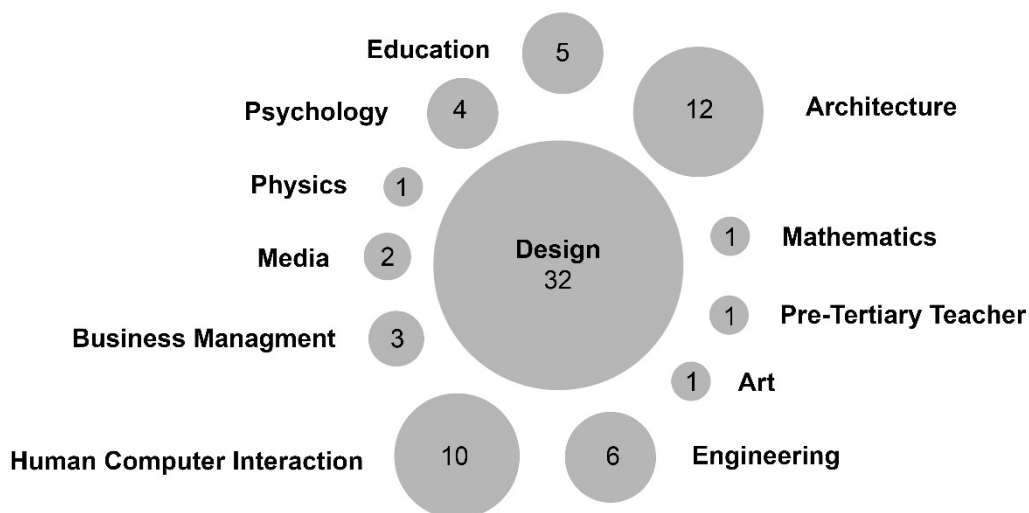 Education
5
12
Architecture
Psychology
4
Physics
1
Design
32
1
Mathematics
Media
2
1
Pre-Tertiary Teacher
Business Managment
3
1
Art
Human Computer Interaction
10
6
Engineering